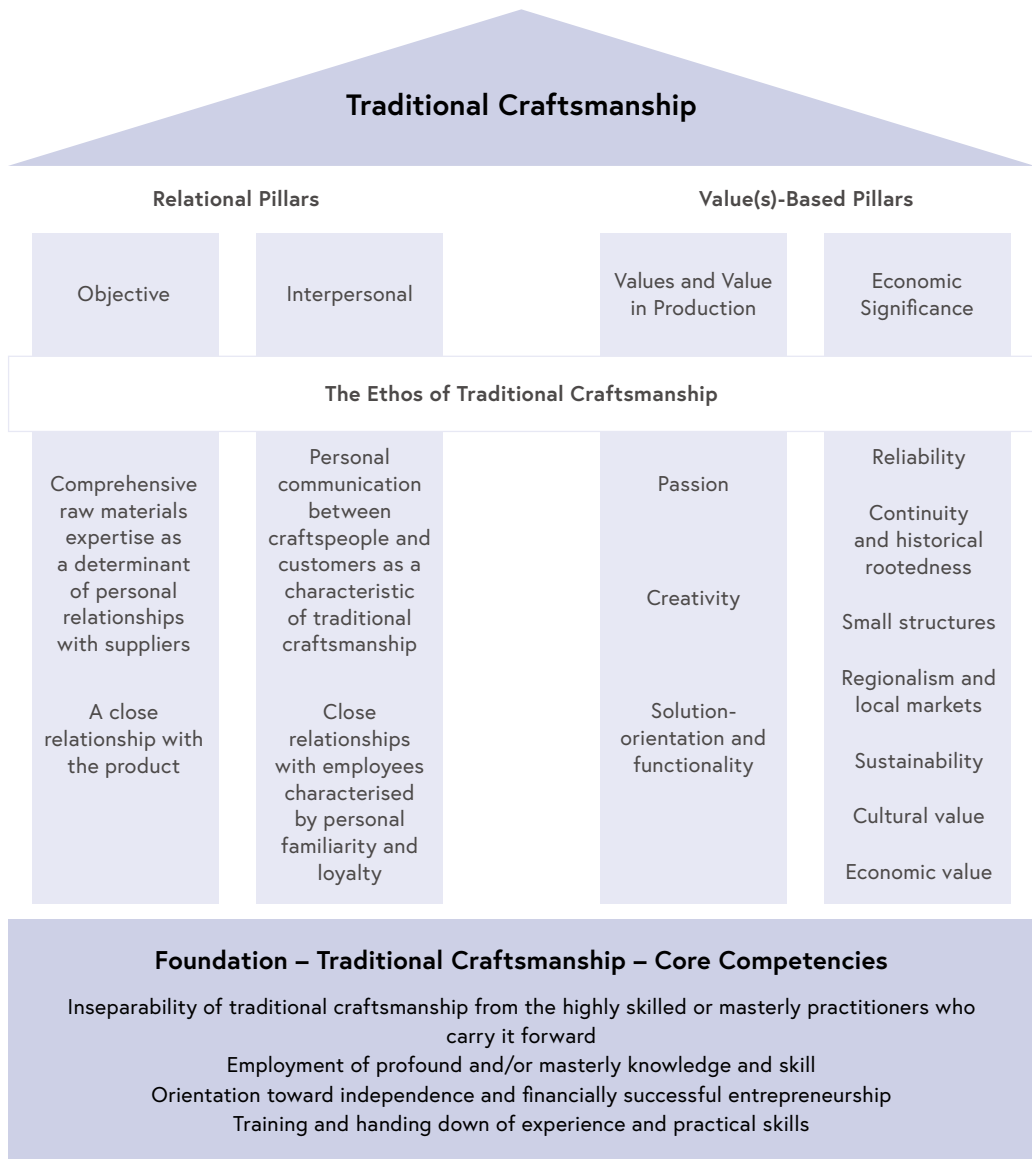 Traditional Craftsmanship
Relational Pillars
Value(s)-Based Pillars
Objective
Interpersonal
Values and Value
in Production
Economic
Significance
The Ethos of Traditional Craftsmanship
Comprehensive
raw materials
expertise as
a determinant
of personal
relationships
with suppliers
A close
relationship with
the product
Personal
communication
between
craftspeople and
customers as a
characteristic
of traditional
craftsmanship
Close
relationships
with employees
characterised
by personal
familiarity and
loyalty
Passion
Creativity
Solution-
orientation and
functionality
Reliability
Continuity
and historical
rootedness
Small structures
Regionalism and
local markets
Sustainability
Cultural value
Economic value
Foundation – Traditional Craftsmanship – Core Competencies
Inseparability of traditional craftsmanship from the highly skilled or masterly practitioners who
carry it forward
Employment of profound and/or masterly knowledge and skill
Orientation toward independence and financially successful entrepreneurship
Training and handing down of experience and practical skills